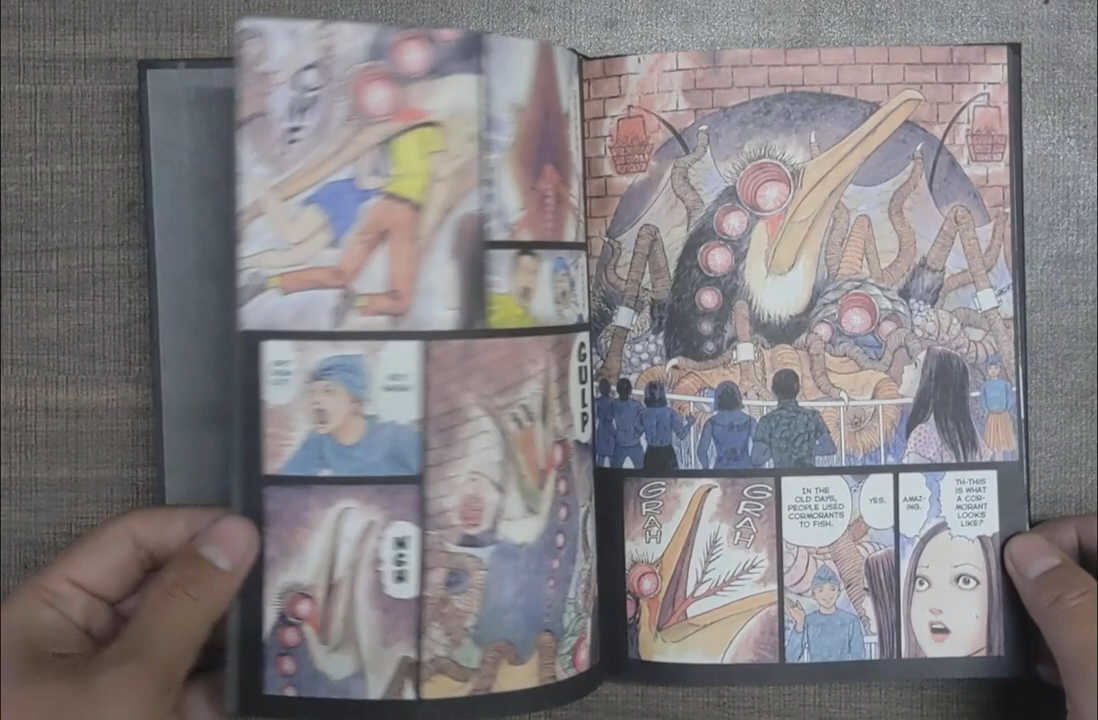 GULP
GRAH
GRAH
IN THE
OLD DAYS,
PEOPLE USED
CORMORANTS
TO FISH.
YES.
AMAZ-
ING.
TH-THIS
IS WHAT
A COR-
MORANT
LOOKS
LIKE?